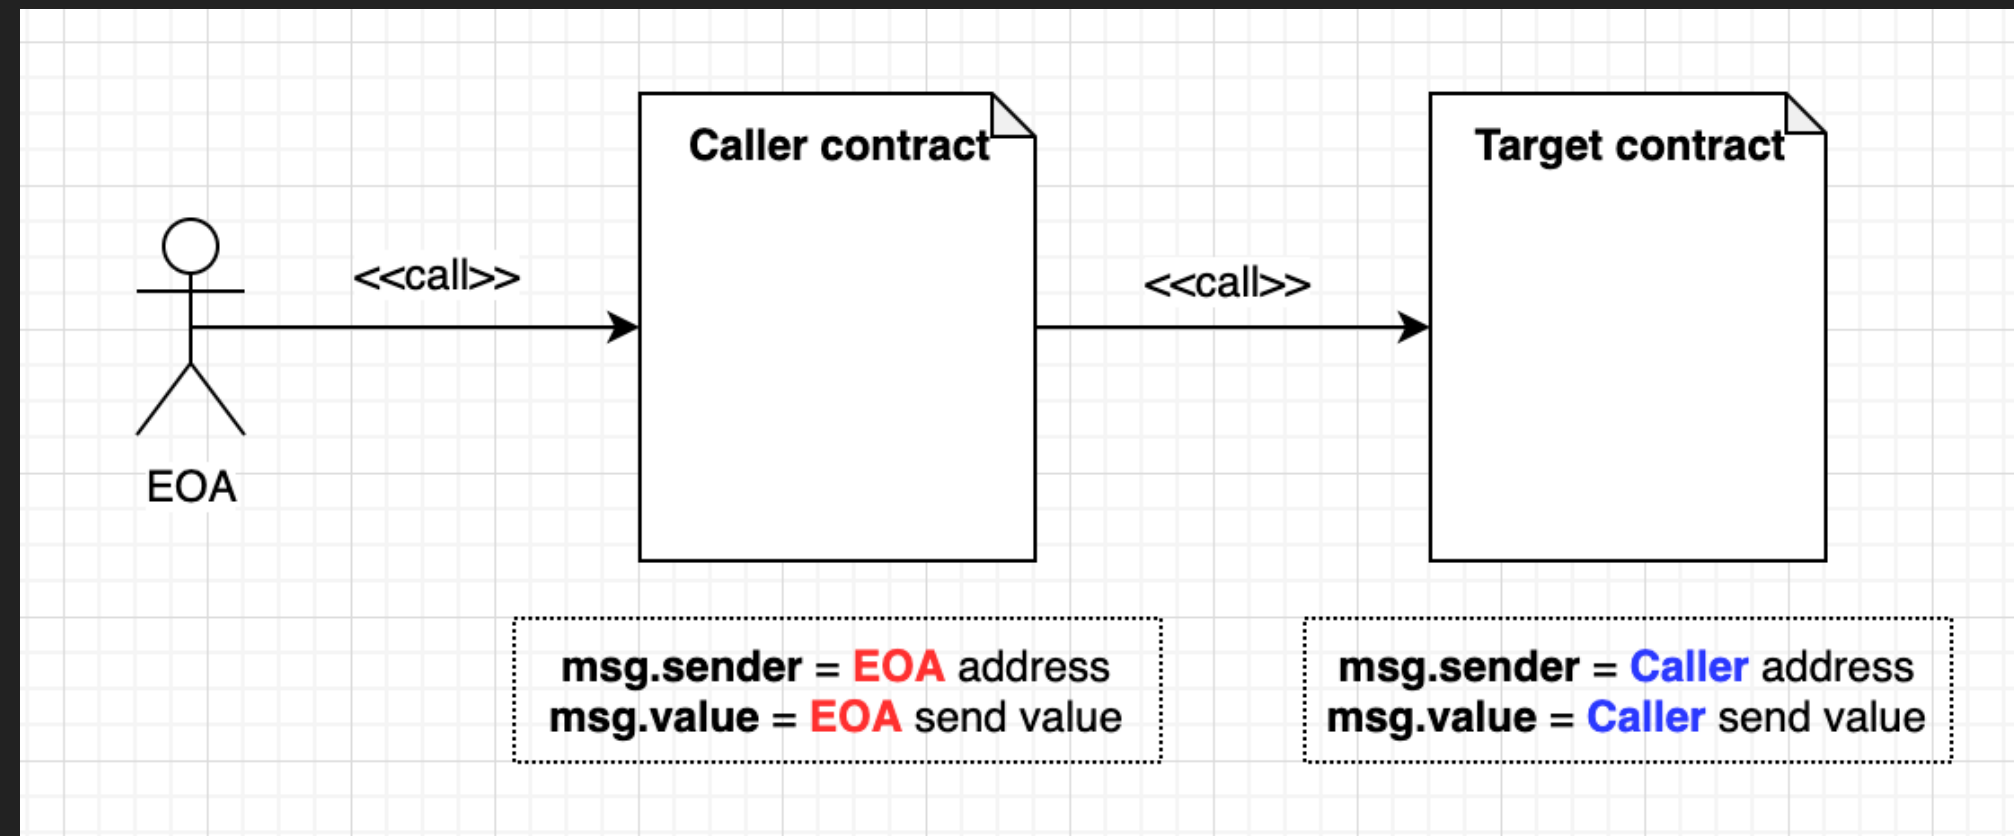 Caller contract
Target contract
<<call>>
<<call>>
EOA
msg.sender = EOA address
msg.value = EOA send value
msg.sender = Caller address
msg.value = Caller send value